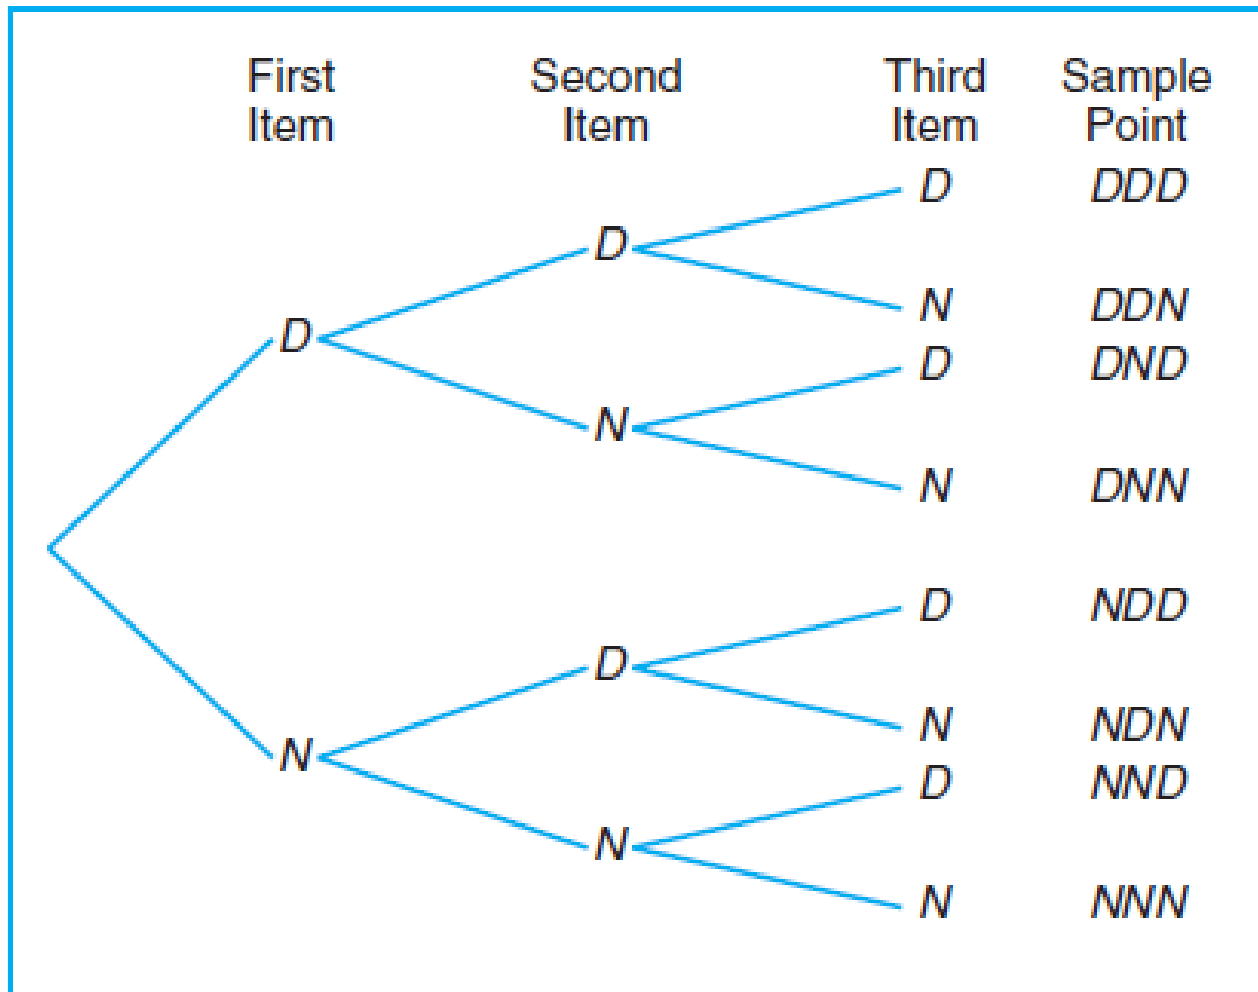 First Second Third Sample
Item Item Item Point
D DDD
D
N DDN
D
D DND
N
N DNN
D NDD
D
N NDN
N
D NND
N
N NNN